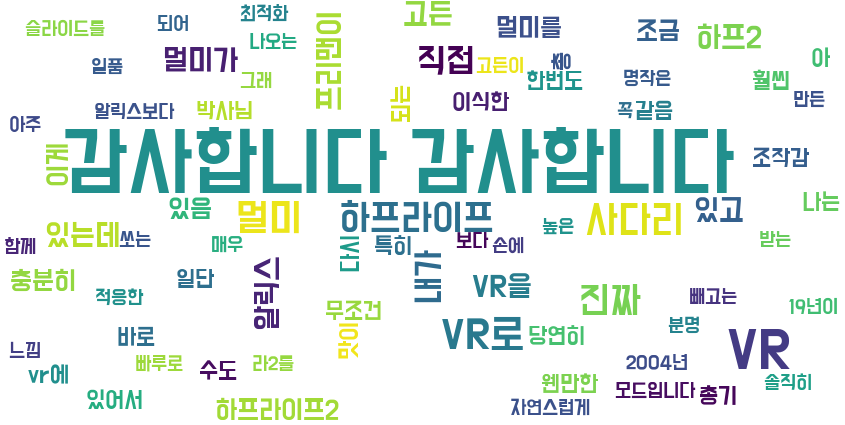 슬라이드를
되어
최적화
나오는
프리맨이
고든
멀미를
조금
하프2
아
일품
멀미가
그래
직접
고든이
총
한번도
명작은
훨씬
만든
아주
알릭스보다
박사님
되는
이식한
꼭
같음
이게
감사합니다 감사합니다
조작감
있음
멀미
하프라이프
높은
사다리
있고
나는
함께
있는데
쏘는
매우
다시
특히
보다
손에
받는
충분히
적응한
일단
알릭스
내가
VR을
진짜
빼고는
19년이
무조건
바로
맛이
VR로
당연히
분명
VR
느낌
vr에
빠루로
수도
라2를
2004년
웬만한
모드입니다
총기
솔직히
있어서
하프라이프2
자연스럽게